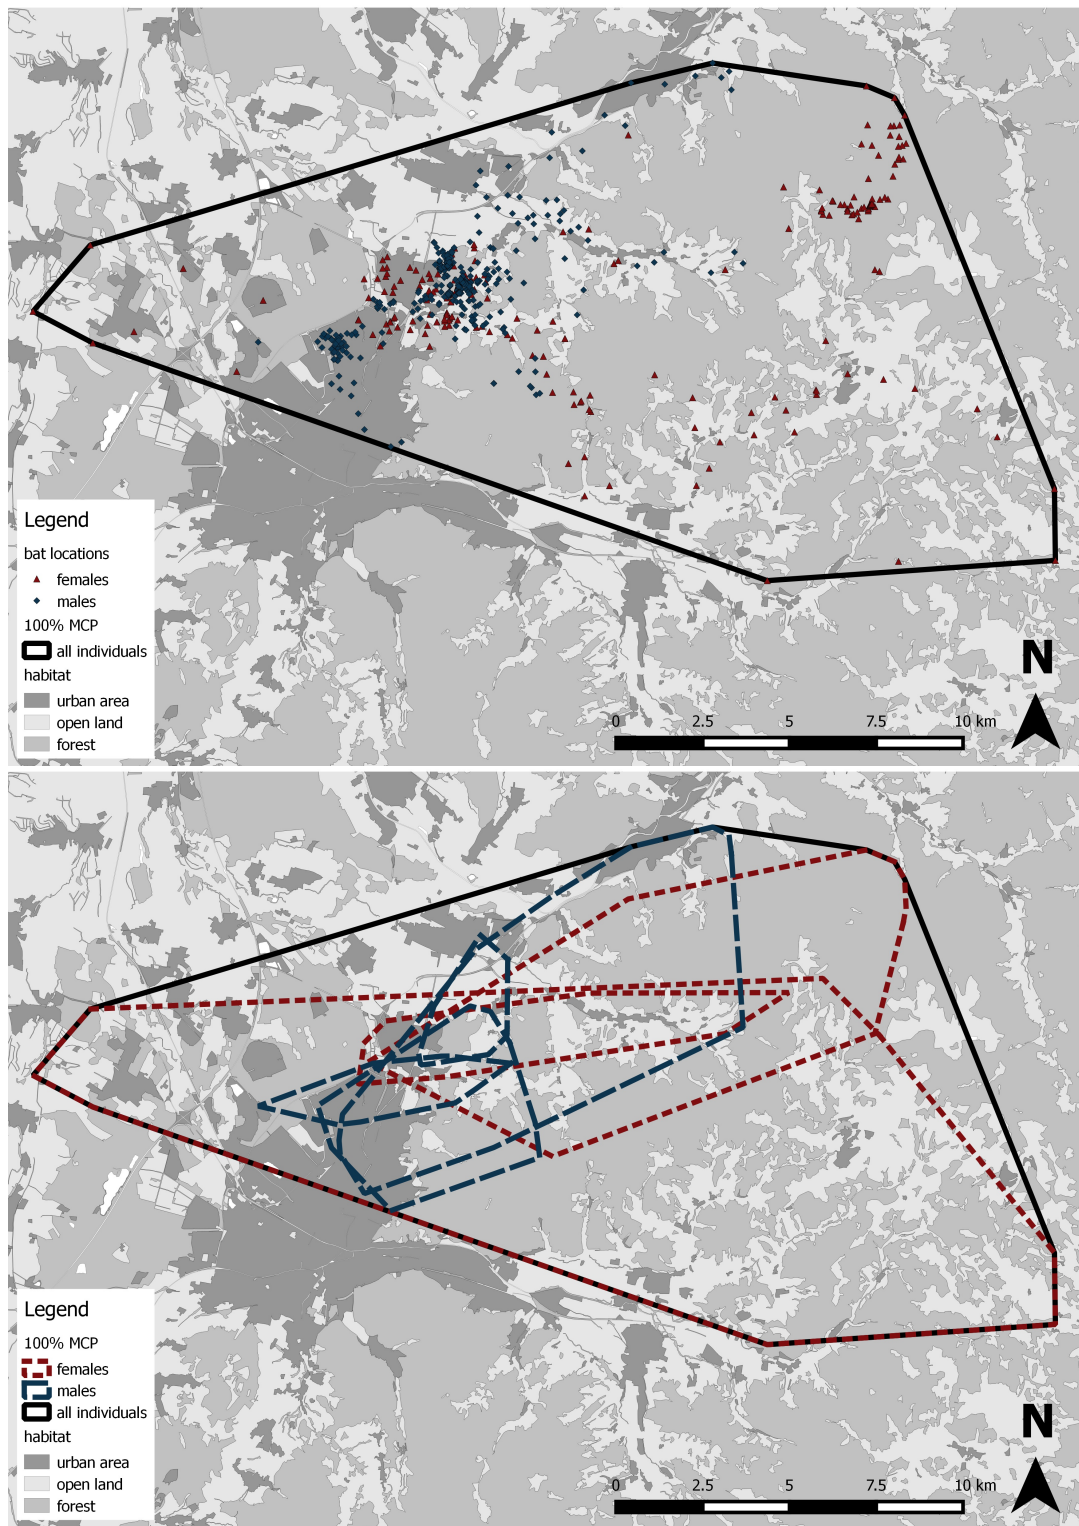 Legend
bat locations
females
males
100% MCP
all individuals
habitat
urban area
open land
forest
N
0 2.5 5 7.5 10 km
Legend
100% MCP
females
males
all individuals
habitat
urban area
open land
forest
N
0 2.5 5 7.5 10 km